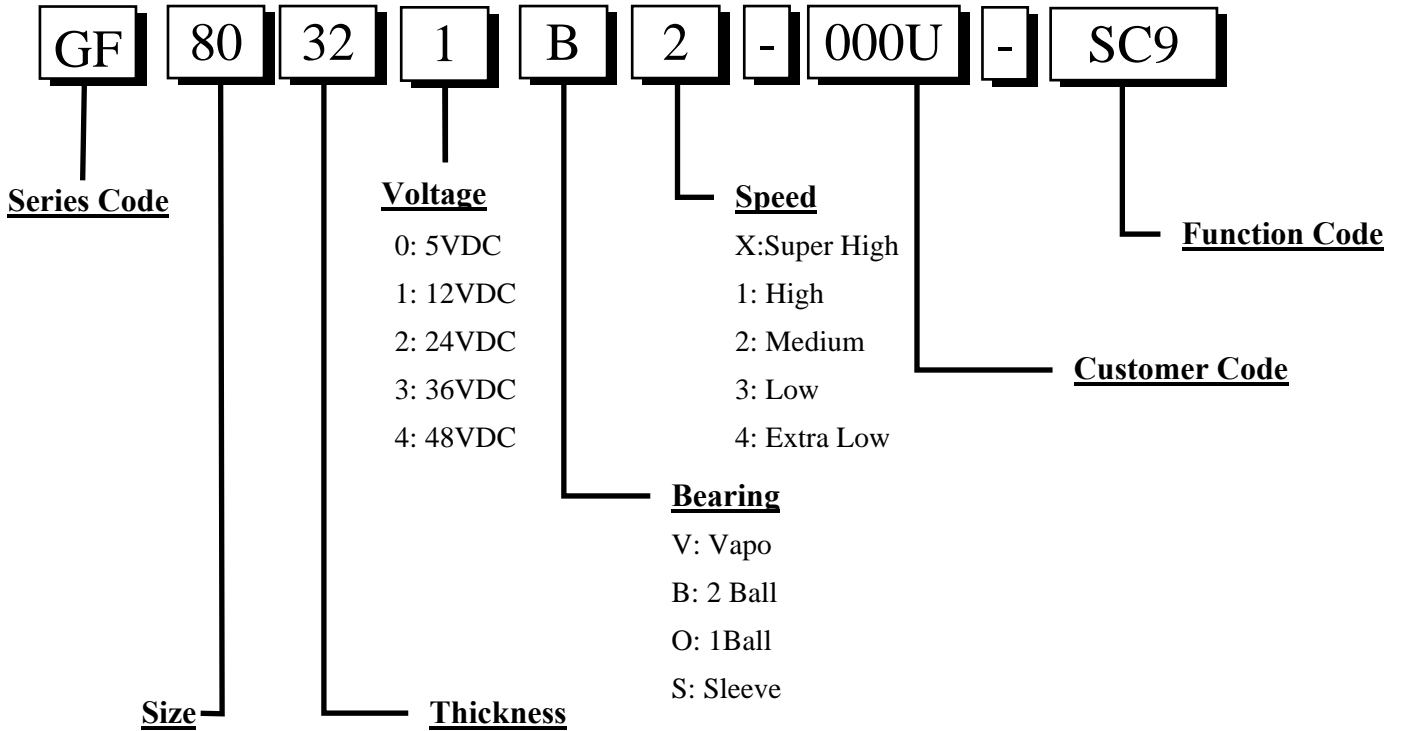 GF 80 32 1 B 2 - 000U - SC9
Series Code
Voltage
0: 5VDC
1: 12VDC
2: 24VDC
3: 36VDC
4: 48VDC
Speed
X:Super High
1: High
2: Medium
3: Low
4: Extra Low
Function Code
Customer Code
Bearing
V: Vapo
B: 2 Ball
O: 1Ball
S: Sleeve
Size
Thickness